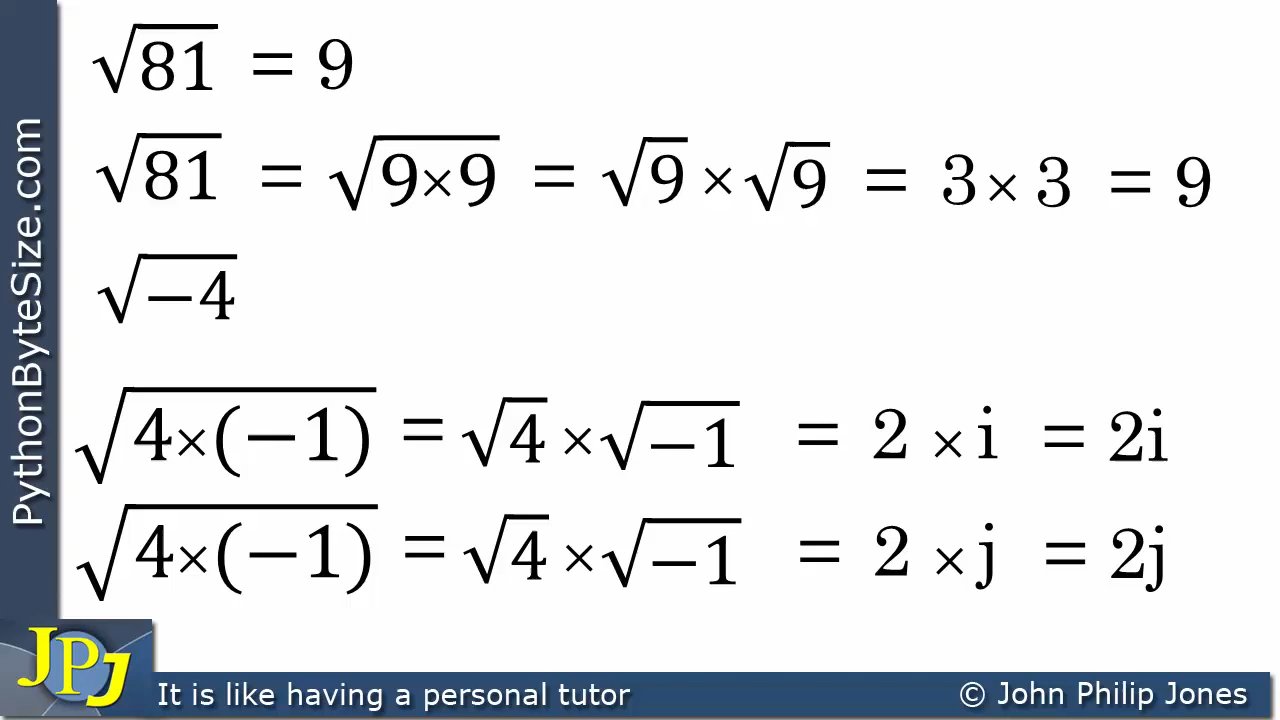 √81 = 9
√81 = √9×9 = √9 × √9 = 3 × 3 = 9
√−4
√4×(−1) = √4 × √−1 = 2 × i = 2i
√4×(−1) = √4 × √−1 = 2 × j = 2j
PythonByteSize.com
JPJ
It is like having a personal tutor
© John Philip Jones